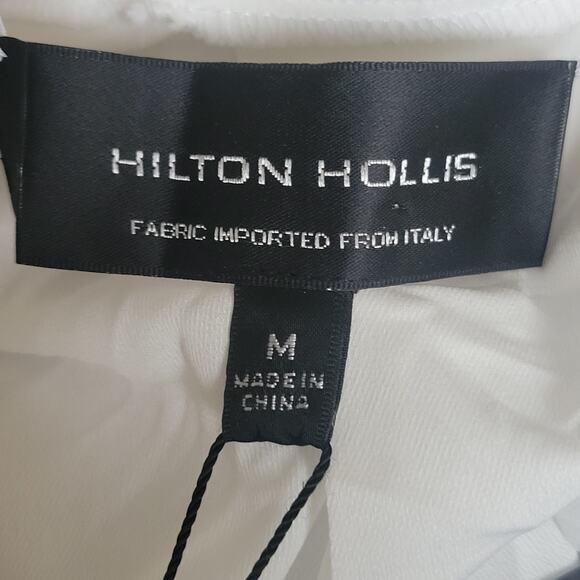 HILTON HOLLIS
FABRIC IMPORTED FROM ITALY
M
MADE IN
CHINA